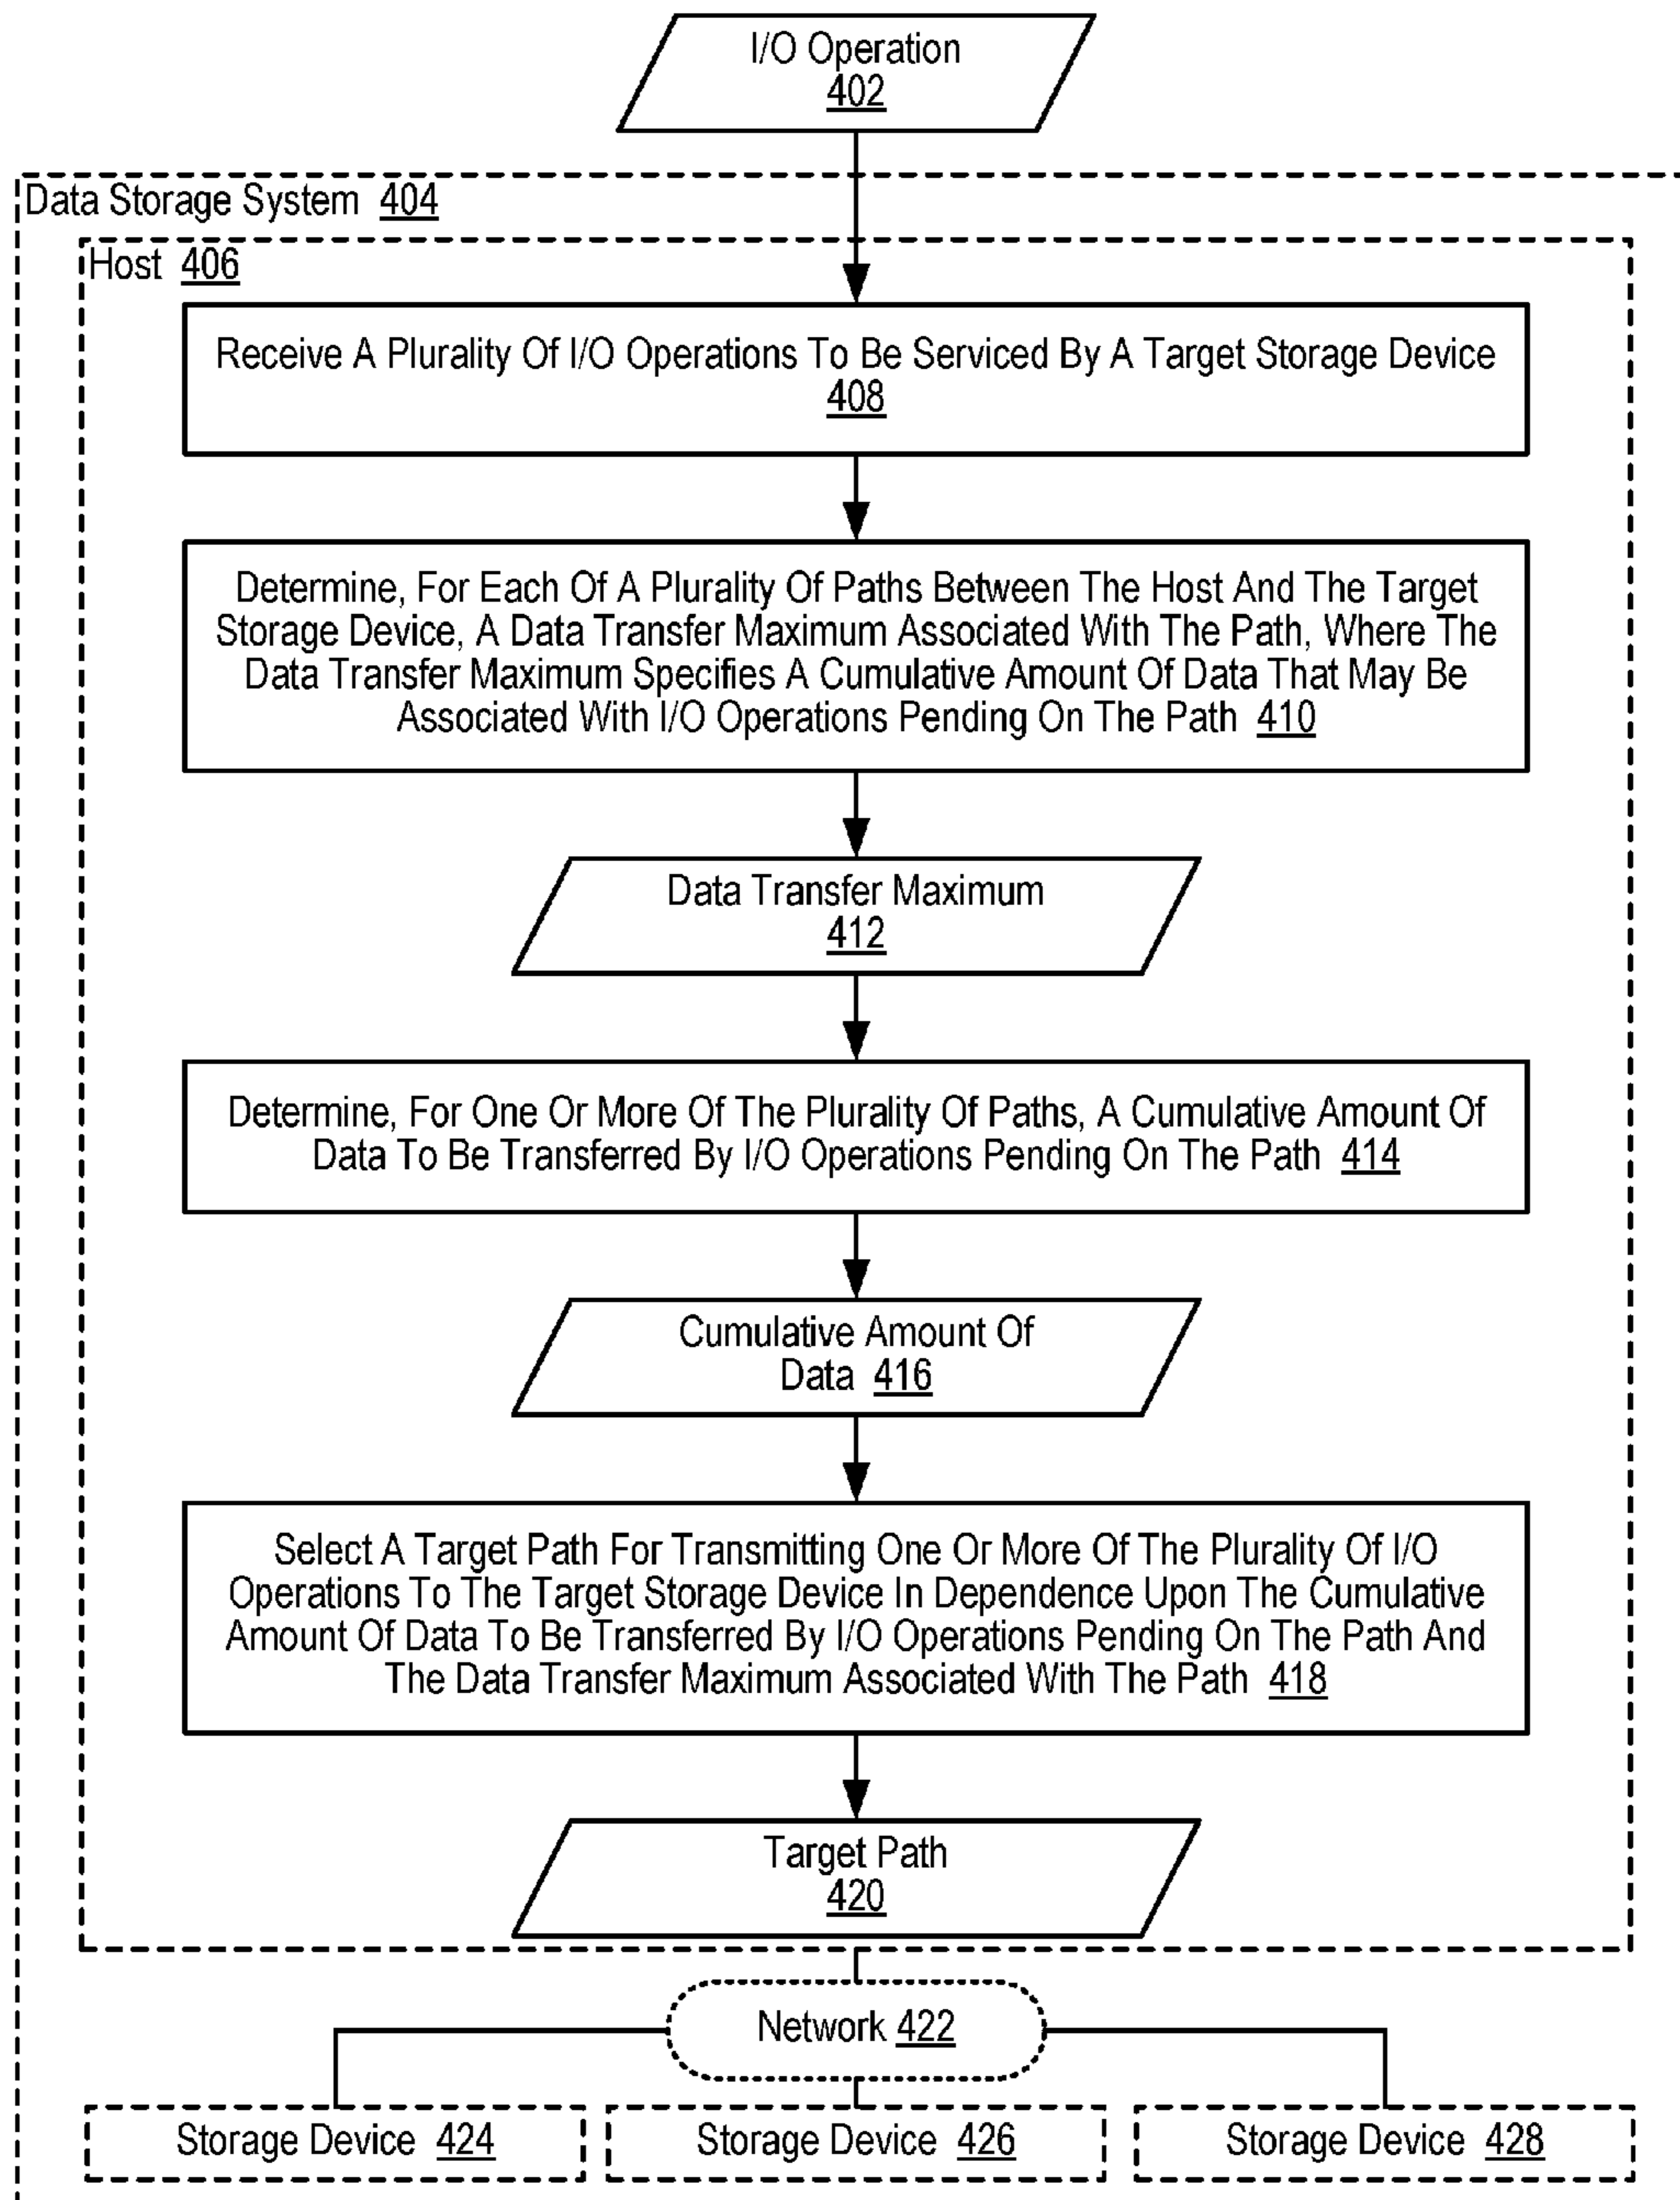 I/O Operation
402
Data Storage System 404
Host 406
Receive A Plurality Of I/O Operations To Be Serviced By A Target Storage Device
408
Determine, For Each Of A Plurality Of Paths Between The Host And The Target
Storage Device, A Data Transfer Maximum Associated With The Path, Where The
Data Transfer Maximum Specifies A Cumulative Amount Of Data That May Be
Associated With I/O Operations Pending On The Path 410
Data Transfer Maximum
412
Determine, For One Or More Of The Plurality Of Paths, A Cumulative Amount Of
Data To Be Transferred By I/O Operations Pending On The Path 414
Cumulative Amount Of
Data 416
Select A Target Path For Transmitting One Or More Of The Plurality Of I/O
Operations To The Target Storage Device In Dependence Upon The Cumulative
Amount Of Data To Be Transferred By I/O Operations Pending On The Path And
The Data Transfer Maximum Associated With The Path 418
Target Path
420
Network 422
Storage Device 424
Storage Device 426
Storage Device 428